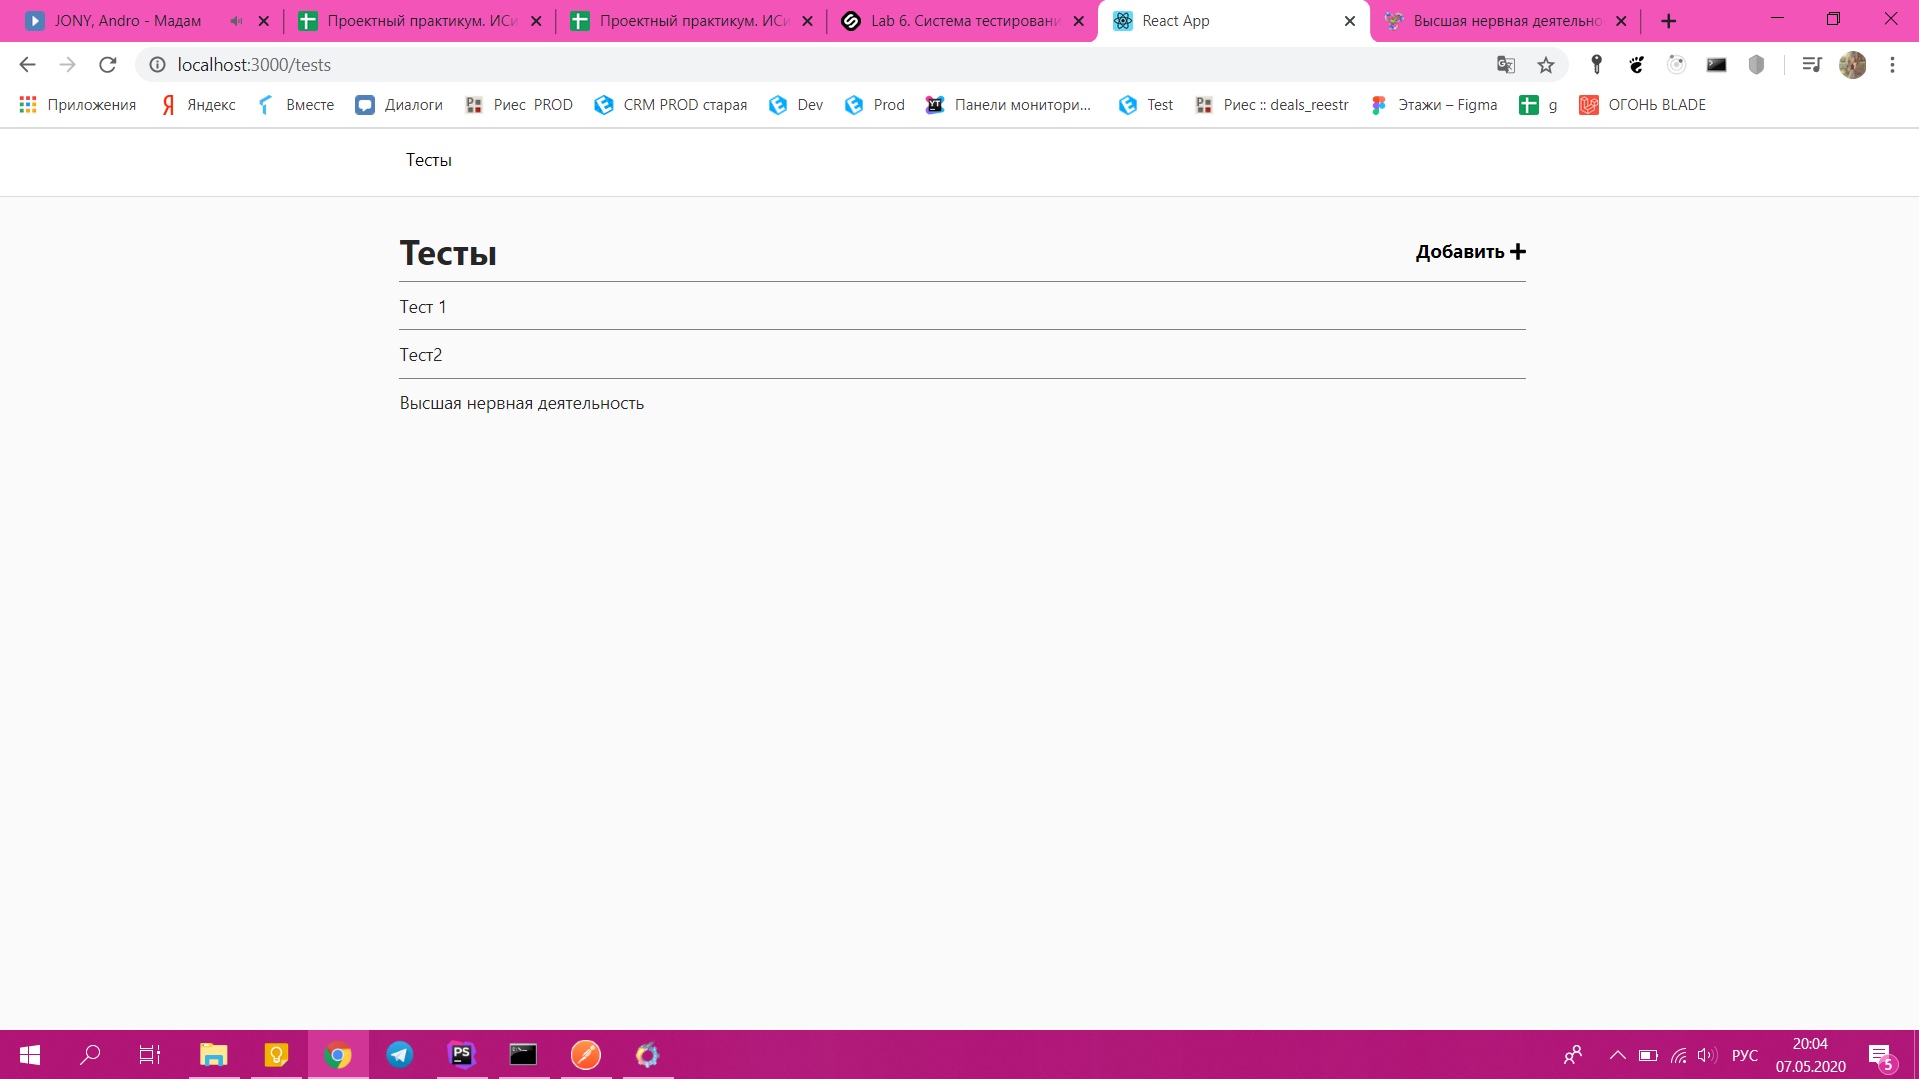 JONY, Andro - Мадам
Проектный практикум. ИСи
Проектный практикум. ИСи
Lab 6. Система тестировани
React App
Высшая нервная деятельно
localhost:3000/tests
Приложения
Яндекс
Вместе
Диалоги
Риес PROD
CRM PROD старая
Dev
Prod
Панели монитори...
Test
Риес :: deals_reestr
Этажи – Figma
g
ОГОНЬ BLADE
Тесты
Тесты
Добавить
Тест 1
Тест2
Высшая нервная деятельность
PS
РУС
20:04
07.05.2020
5